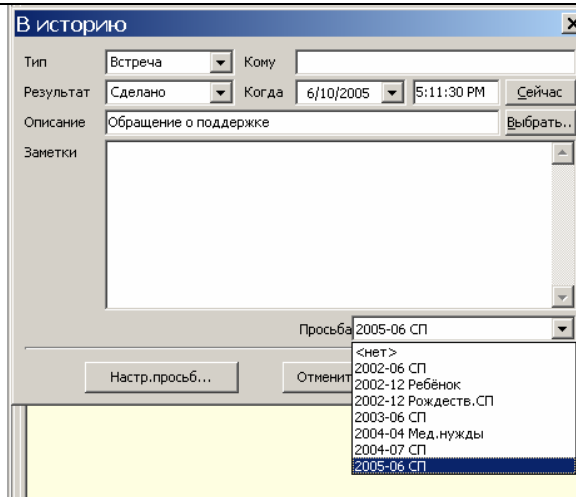 В историю
Тип Встреча Кому
Результат Сделано Когда 6/10/2005 5:11:30 PM Сейчас
Описание Обращение о поддержке Выбрать..
Заметки
Просьба 2005-06 СП
<нет>
Настр.просьб... Отменит
2002-06 СП
2002-12 Ребёнок
2002-12 Рождеств.СП
2003-06 СП
2004-04 Мед.нужды
2004-07 СП
2005-06 СП